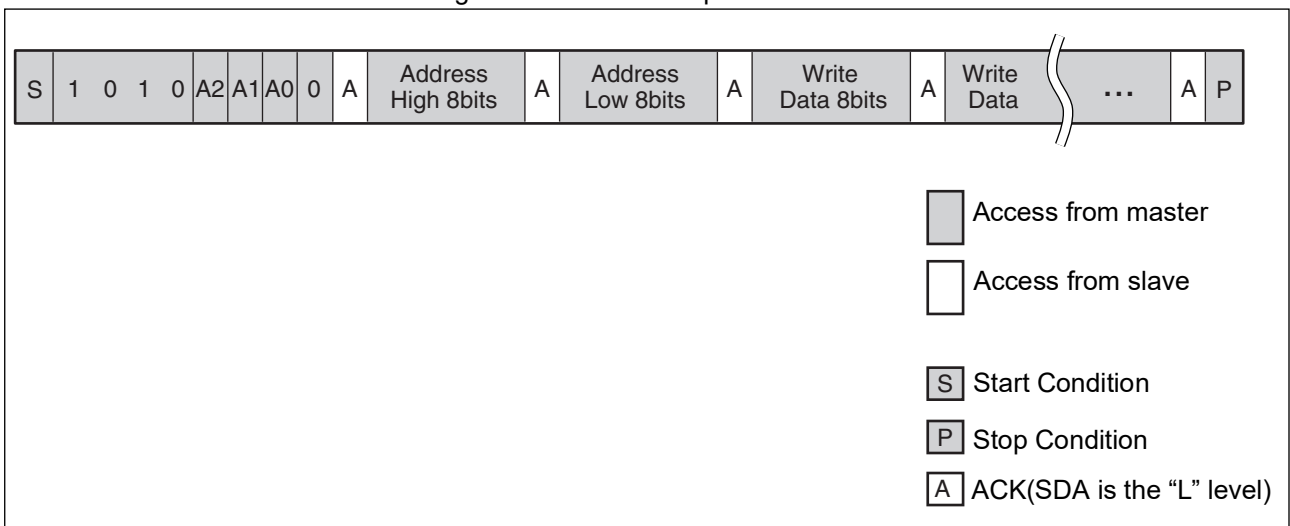 S 1 0 1 0 A2 A1 A0 0 A Address High 8bits A Address Low 8bits A Write Data 8bits A Write Data ... A P
Access from master
Access from slave
S Start Condition
P Stop Condition
A ACK(SDA is the “L” level)